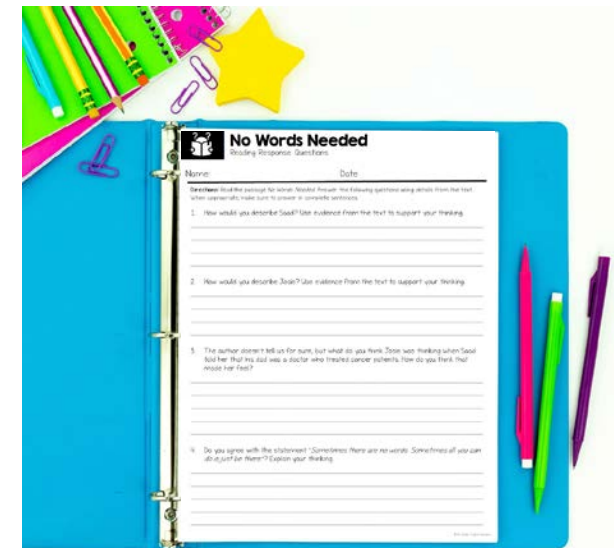 No Words Needed
Reading Response Questions
Name: Date:
Directions: Read the passage No Words Needed. Answer the following questions using details from the text.
When appropriate, make sure to answer in complete sentences.
1. How would you describe Saad? Use evidence from the text to support your thinking.
2. How would you describe Joan? Use evidence from the text to support your thinking.
3. The author doesn't tell us for sure, but what do you think Joan was thinking when Saad
told her that his dad was a doctor who treated cancer patients. How do you think that
made her feel?
4. Do you agree with the statement "Sometimes there are no words. Sometimes all you can
do is just be there"? Explain your thinking.